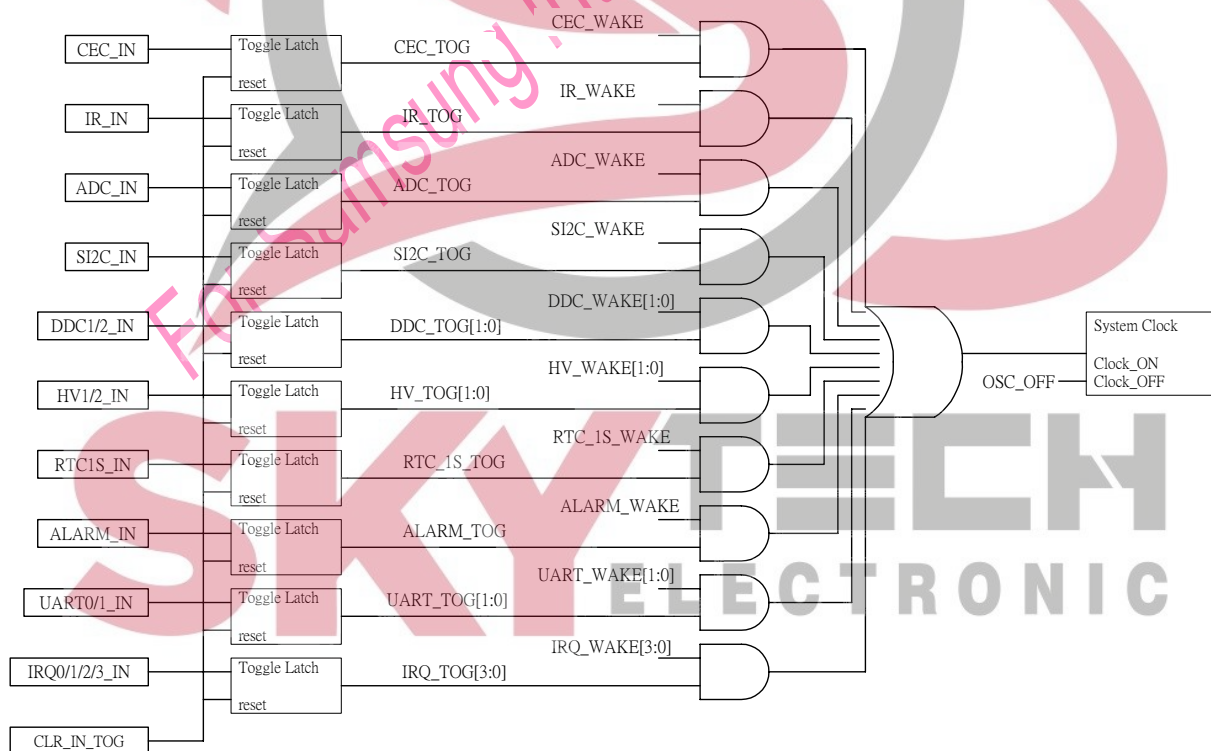 CEC_WAKE
CEC_IN
Toggle Latch
CEC_TOG
reset
IR_WAKE
IR_IN
Toggle Latch
IR_TOG
reset
ADC_WAKE
ADC_IN
Toggle Latch
ADC_TOG
reset
SI2C_WAKE
SI2C_IN
Toggle Latch
SI2C_TOG
reset
DDC_WAKE[1:0]
DDC1/2_IN
Toggle Latch
DDC_TOG[1:0]
System Clock
reset
HV_WAKE[1:0]
Clock_ON
OSC_OFF
Clock_OFF
HV1/2_IN
Toggle Latch
HV_TOG[1:0]
reset
RTC_1S_WAKE
RTC1S_IN
Toggle Latch
RTC_1S_TOG
reset
ALARM_WAKE
ALARM_IN
Toggle Latch
ALARM_TOG
reset
UART_WAKE[1:0]
UART0/1_IN
Toggle Latch
UART_TOG[1:0]
reset
IRQ_WAKE[3:0]
IRQ0/1/2/3_IN
Toggle Latch
IRQ_TOG[3:0]
reset
CLR_IN_TOG
For Samsung
SKYTECH
ELECTRONIC